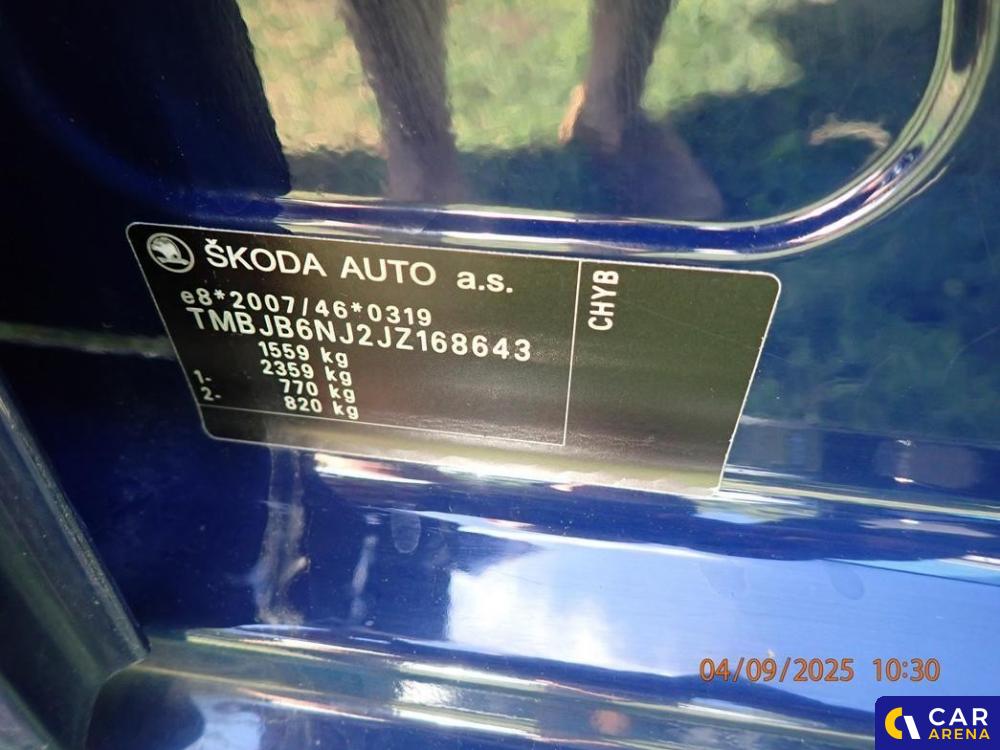 ŠKODA AUTO a.s.
e8*2007/46*0319
TMBJB6NJ2JZ168643
1559 kg
2359 kg
1- 770 kg
2- 820 kg
CHYB
04/09/2025 10:30
CAR
ARENA